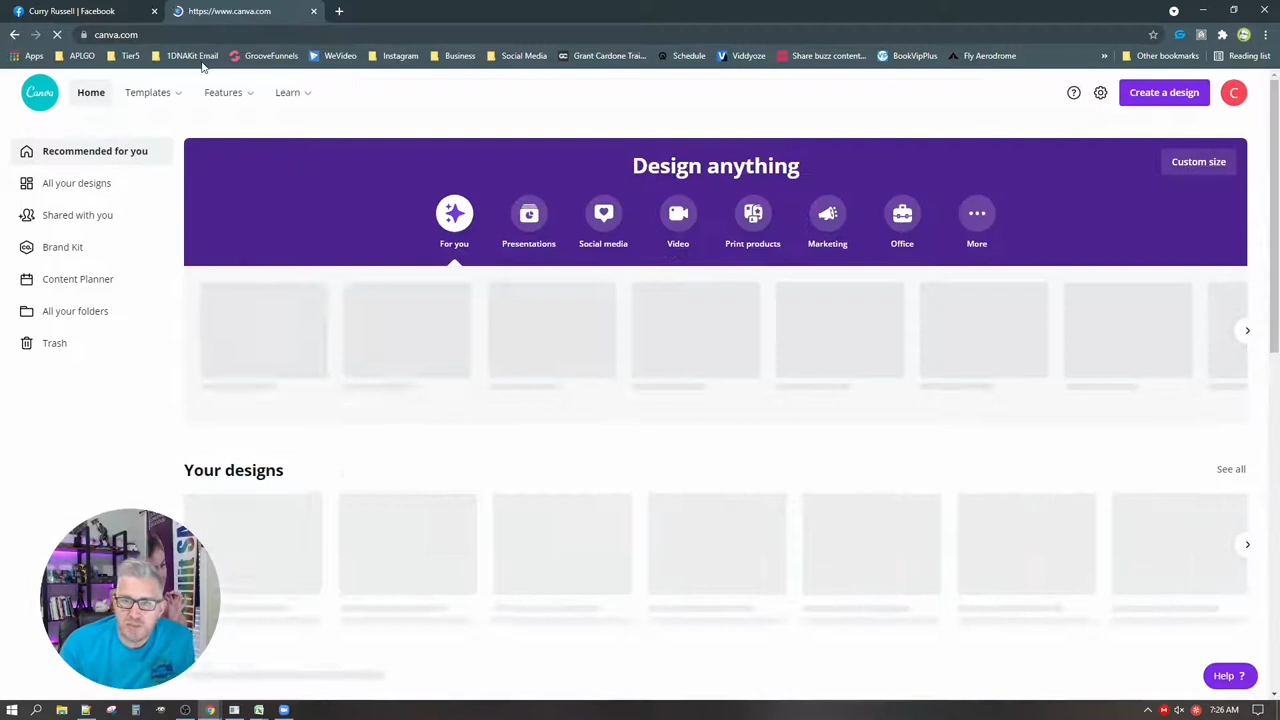 Curry Russell | Facebook
https://www.canva.com
canva.com
Apps
APLGO
Tier5
1DNAKit Email
GrooveFunnels
WeVideo
Instagram
Business
Social Media
Grant Cardone Trai...
Schedule
Viddyoze
Share buzz content...
BookVipPlus
Fly Aerodrome
»
Other bookmarks
Reading list
Canva
Home
Templates
Features
Learn
Create a design
C
Recommended for you
All your designs
Shared with you
Brand Kit
Content Planner
All your folders
Trash
Design anything
Custom size
For you
Presentations
Social media
Video
Print products
Marketing
Office
More
Your designs
See all
Help ?
7:26 AM